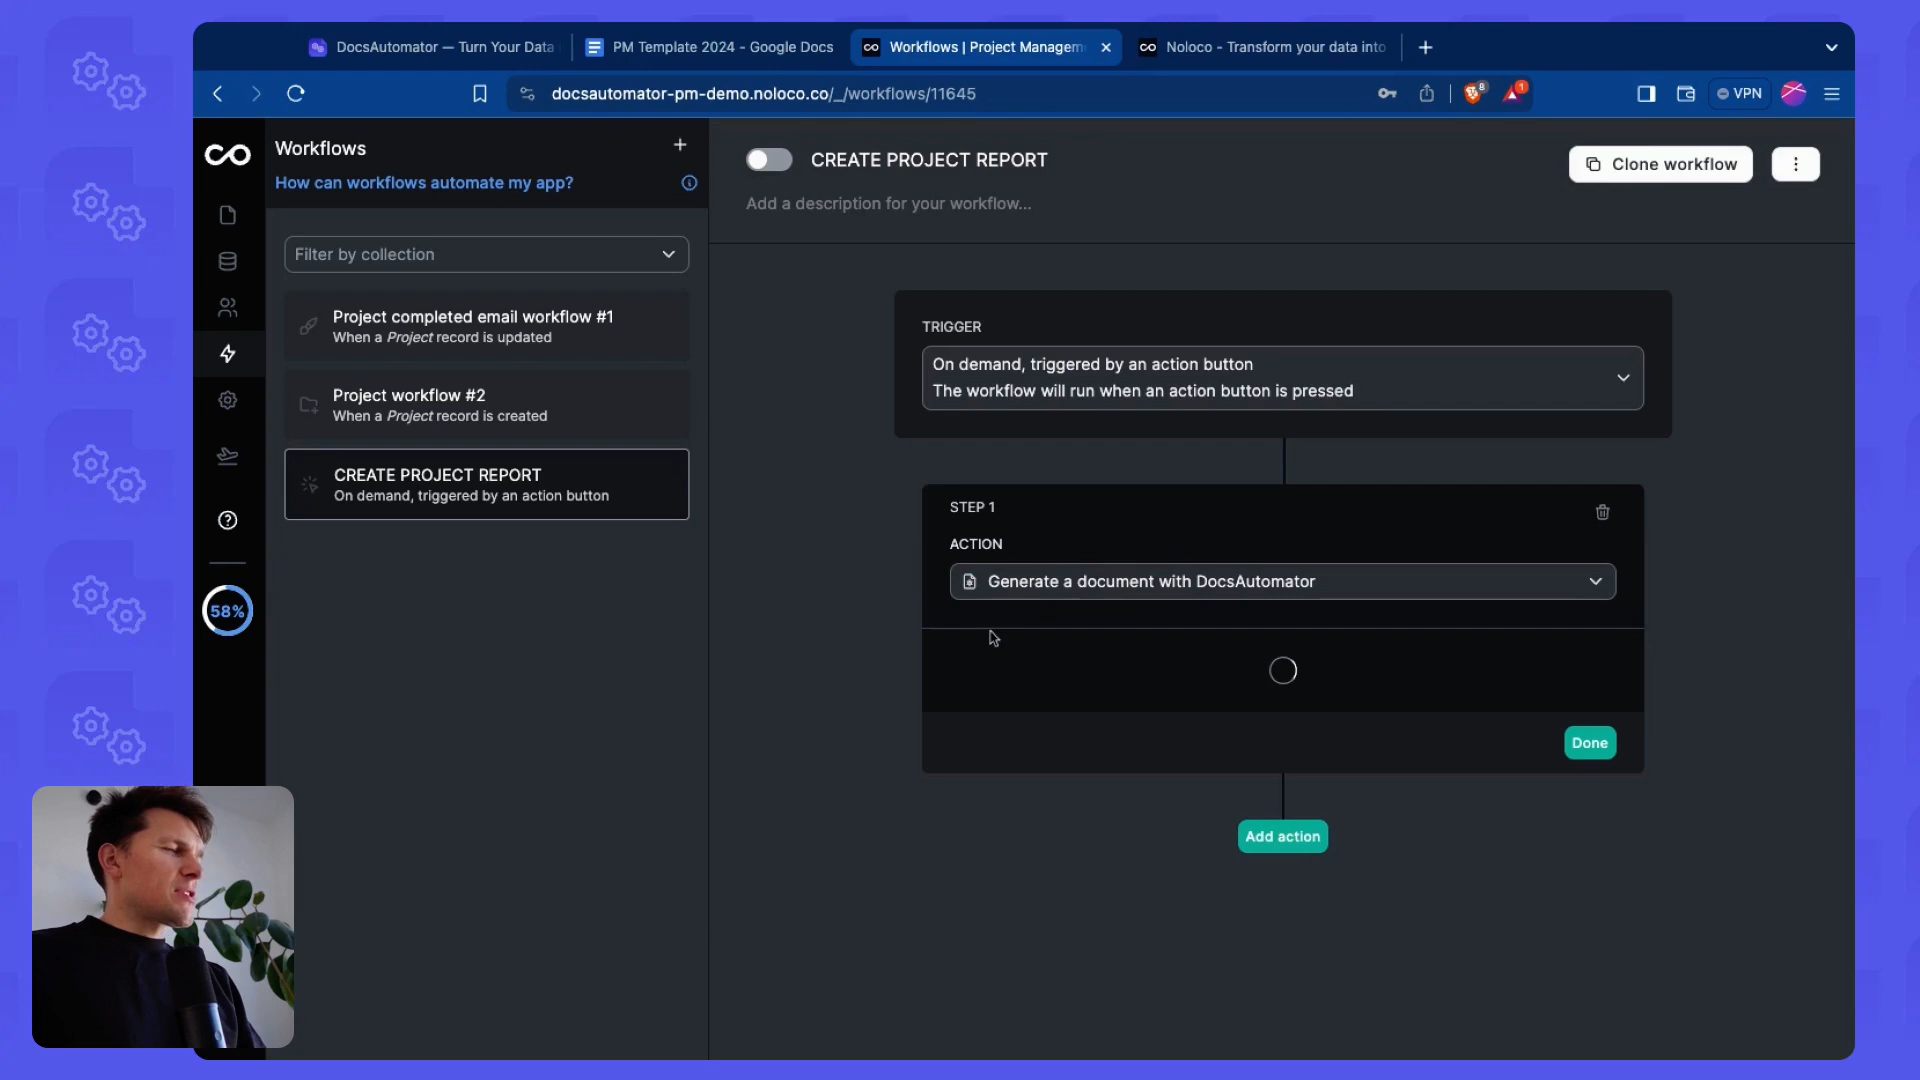 DocsAutomator — Turn Your Data
PM Template 2024 - Google Docs
Workflows | Project Managem
Noloco - Transform your data into
docsautomator-pm-demo.noloco.co/_/workflows/11645
8
1
VPN
Workflows
How can workflows automate my app?
Filter by collection
Project completed email workflow #1
When a Project record is updated
Project workflow #2
When a Project record is created
CREATE PROJECT REPORT
On demand, triggered by an action button
58%
CREATE PROJECT REPORT
Add a description for your workflow...
Clone workflow
TRIGGER
On demand, triggered by an action button
The workflow will run when an action button is pressed
STEP 1
ACTION
Generate a document with DocsAutomator
Done
Add action